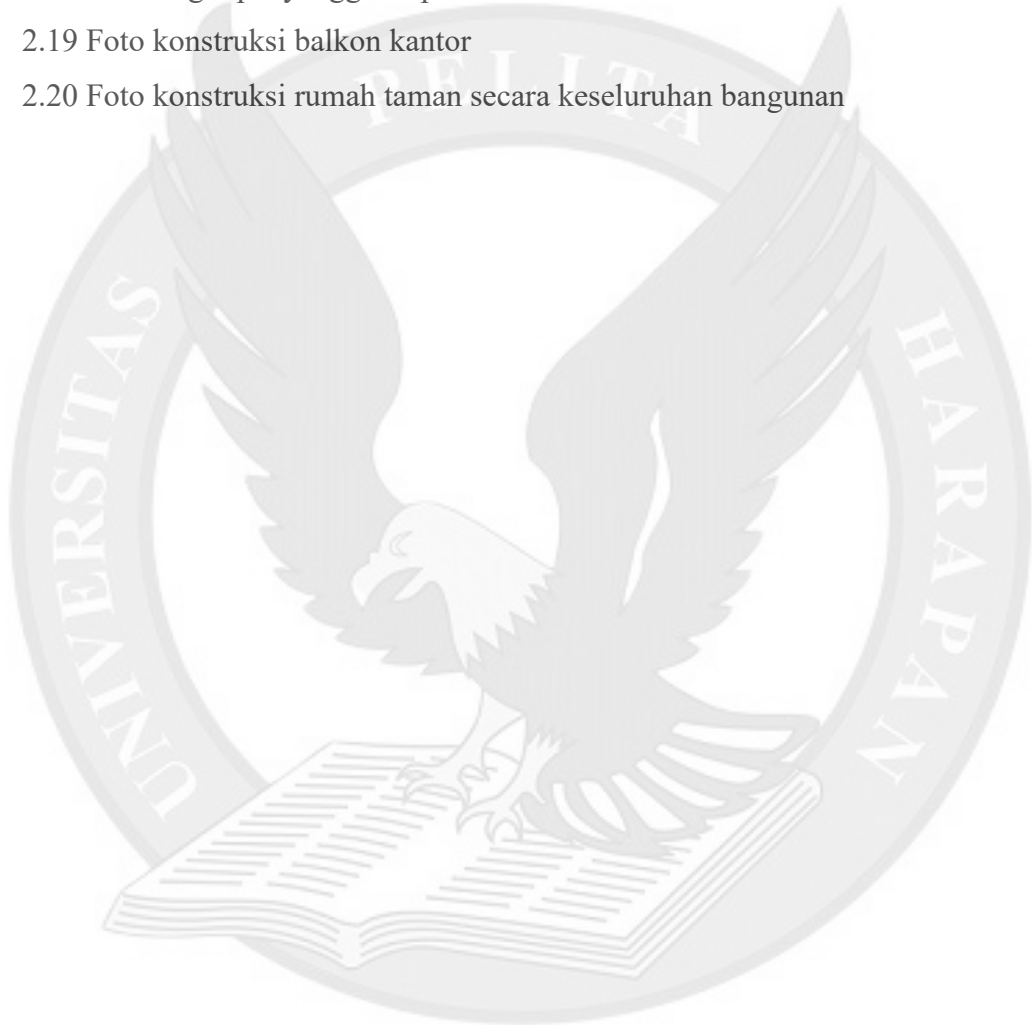 2.19 Foto konstruksi balkon kantor
2.20 Foto konstruksi rumah taman secara keseluruhan bangunan
UNIVERSITAS PELITA HARAPAN